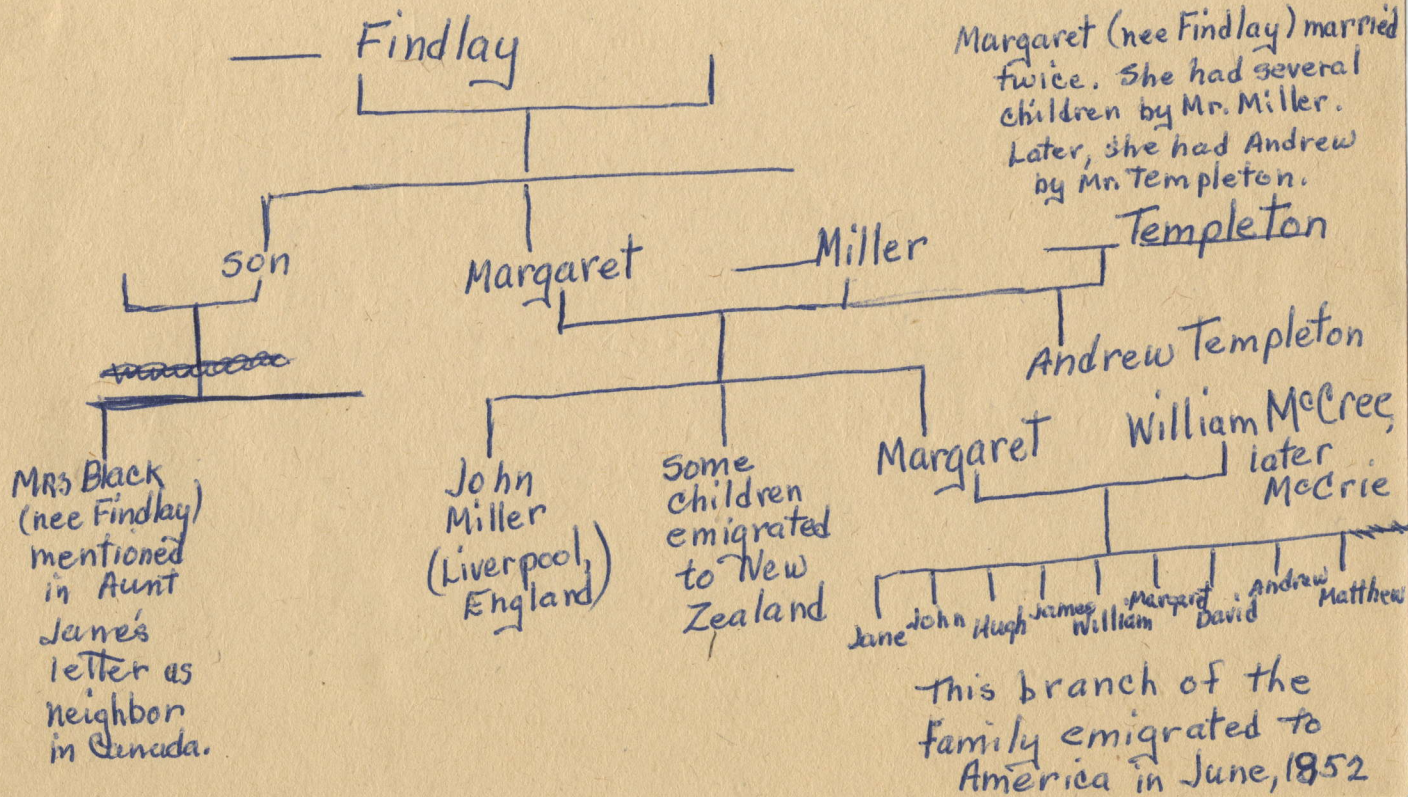 Findlay
Margaret (nee Findlay) married
twice. She had several
children by Mr. Miller.
Later, she had Andrew
by Mr. Templeton.
Son
Margaret
Miller
Templeton
Andrew Templeton
Mrs Black
(nee Findlay)
mentioned
in Aunt
Jane's
letter as
neighbor
in Canada.
John
Miller
(Liverpool,
England)
Some
children
emigrated
to New
Zealand
Margaret
William McCree,
later
McCrie
Jane
John
Hugh
James
William
Margaret
David
Andrew
Matthew
This branch of the
family emigrated to
America in June, 1852